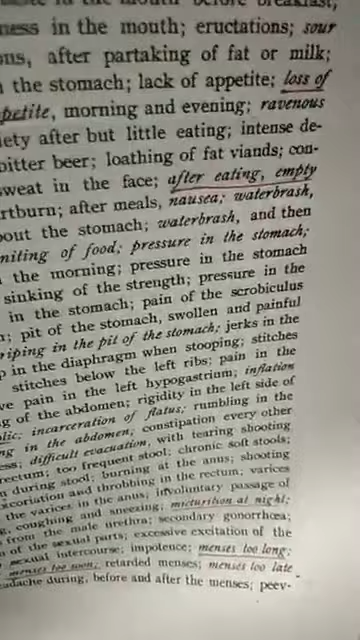 in the mouth before breakfast;
ness in the mouth; eructations; sour
ons, after partaking of fat or milk;
the stomach; lack of appetite; loss of
petite, morning and evening; ravenous
iety after but little eating; intense de-
bitter beer; loathing of fat viands; con-
sweat in the face; after eating, empty
rtburn; after meals, nausea; waterbrash,
bout the stomach; waterbrash, and then
miting of food; pressure in the stomach;
the morning; pressure in the stomach
sinking of the strength; pressure in the
in the stomach; pain of the scrobiculus
; pit of the stomach, swollen and painful
riping in the pit of the stomach; jerks in the
p in the diaphragm when stooping; stitches
stitches below the left ribs; pain in the
ve pain in the left hypogastrium; inflation
g of the abdomen; rigidity in the left side of
lic; incarceration of flatus; rumbling in the
ng in the abdomen; constipation every other
ess; difficult evacuation, with tearing shooting
rectum; too frequent stool; chronic soft stools;
n during stool; burning at the anus; shooting
excoriation and throbbing in the rectum; varices
the varices in the anus; involuntary passage of
g, coughing and sneezing; micturition at night;
from the male urethra; secondary gonorrhœa;
n of the sexual parts; excessive excitation of the
sexual intercourse; impotence; menses too long;
menses too soon; retarded menses; menses too late
eadache during, before and after the menses; peev-